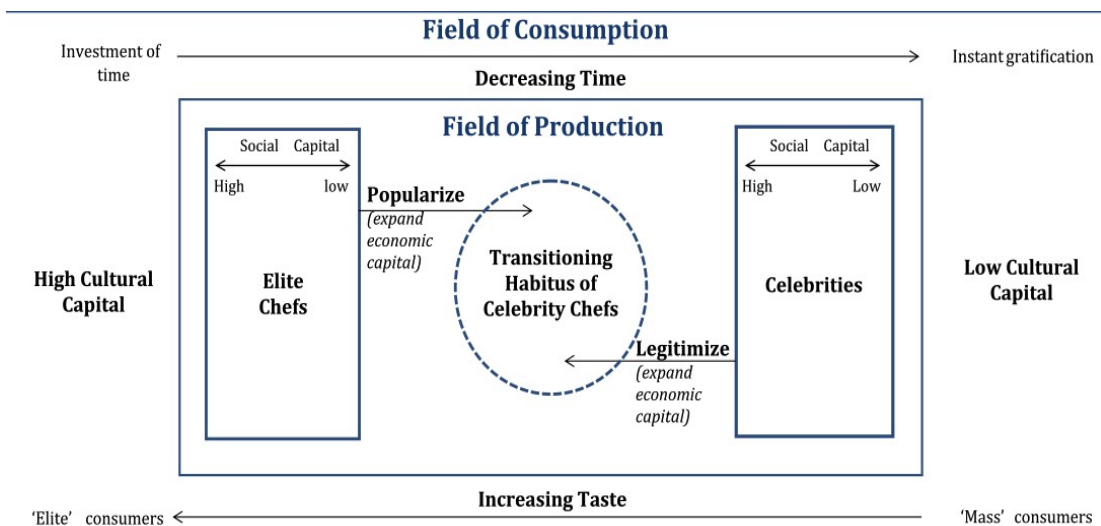 Field of Consumption
Investment of
time
Instant gratification
Decreasing Time
Field of Production
Social Capital
High low
Popularize
(expand
economic
capital)
Social Capital
High Low
High Cultural
Capital
Elite
Chefs
Transitioning
Habitus of
Celebrity Chefs
Celebrities
Low Cultural
Capital
Legitimize
(expand
economic
capital)
Increasing Taste
'Elite' consumers
'Mass' consumers